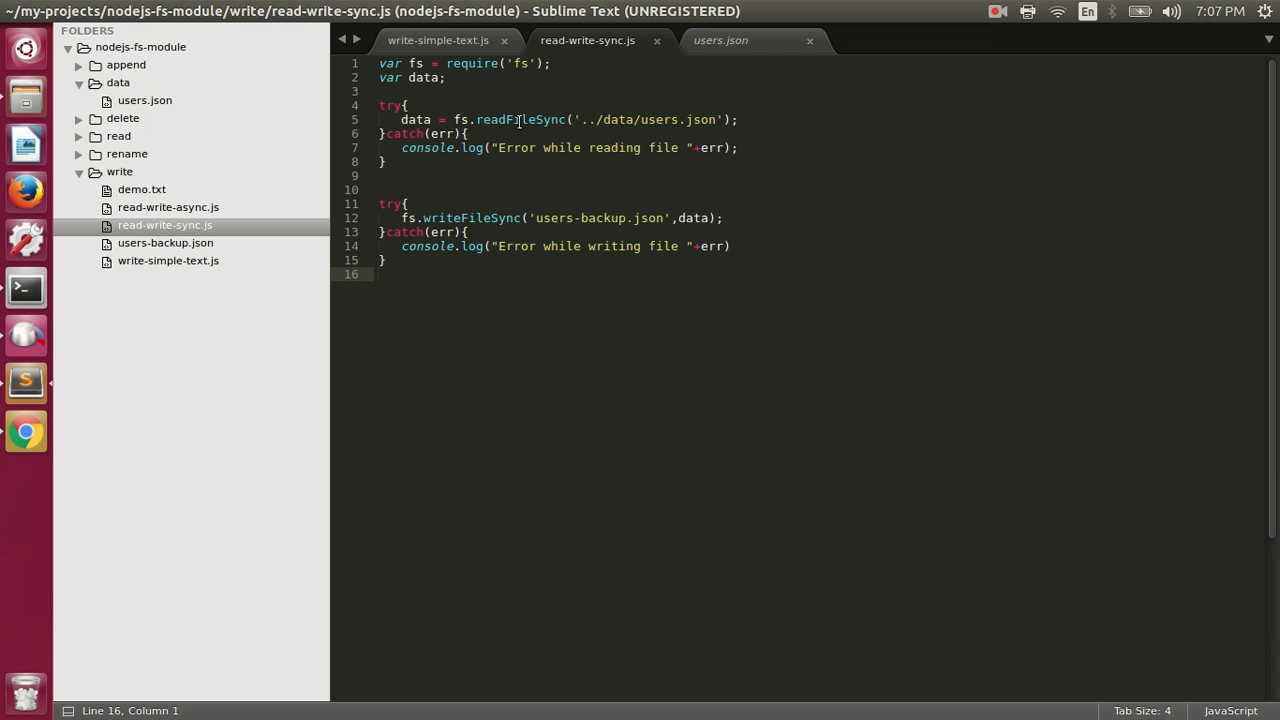 ~/my-projects/nodejs-fs-module/write/read-write-sync.js (nodejs-fs-module) - Sublime Text (UNREGISTERED)
En
7:07 PM
FOLDERS
nodejs-fs-module
append
data
users.json
delete
read
rename
write
demo.txt
read-write-async.js
read-write-sync.js
users-backup.json
write-simple-text.js
write-simple-text.js ×
read-write-sync.js ×
users.json ×
1 var fs = require('fs');
2 var data;
3
4 try{
5 data = fs.readFileSync('../data/users.json');
6 }catch(err){
7 console.log("Error while reading file "+err);
8 }
9
10
11 try{
12 fs.writeFileSync('users-backup.json',data);
13 }catch(err){
14 console.log("Error while writing file "+err)
15 }
16
Line 16, Column 1
Tab Size: 4
JavaScript